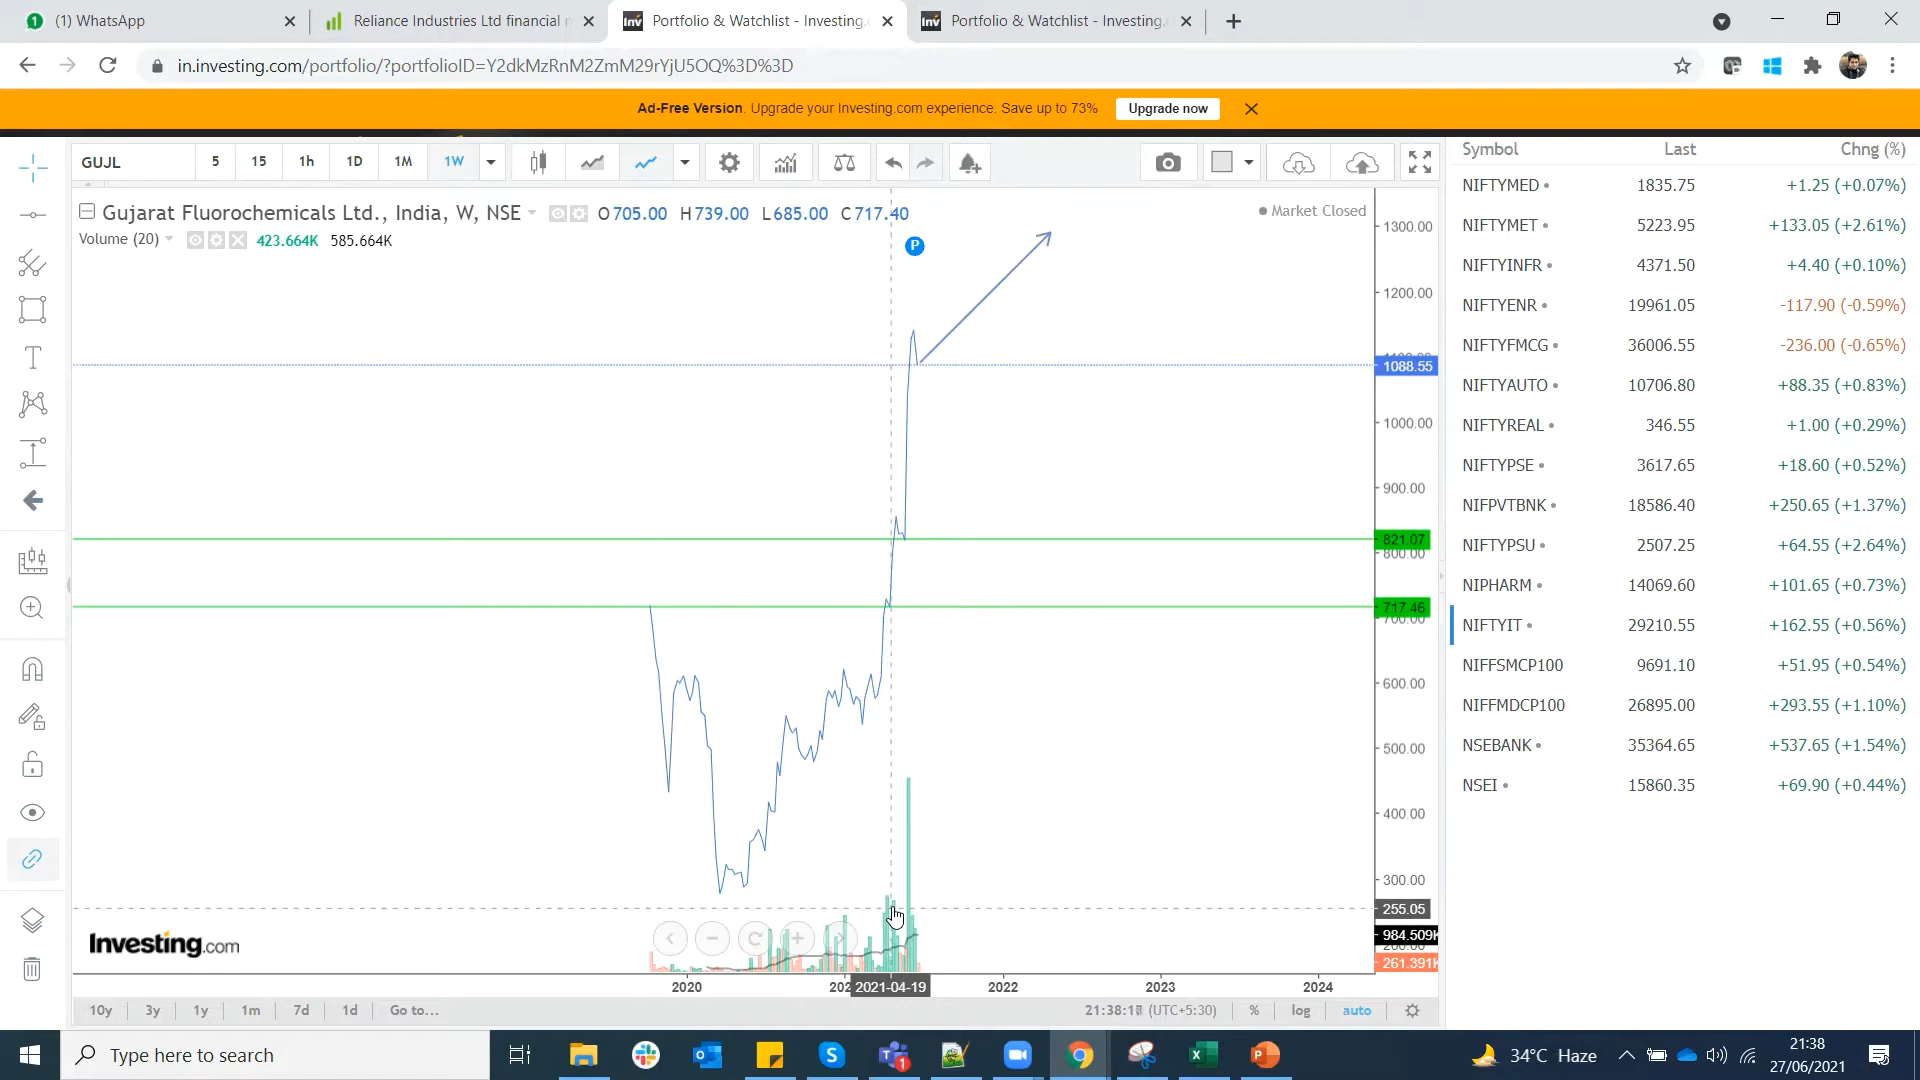 (1) WhatsApp
Reliance Industries Ltd financial r
Portfolio & Watchlist - Investing.c
Portfolio & Watchlist - Investing.c
in.investing.com/portfolio/?portfolioID=Y2dkMzRnM2ZmM29rYjU5OQ%3D%3D
Ad-Free Version. Upgrade your Investing.com experience. Save up to 73% Upgrade now
GUJL 5 15 1h 1D 1M 1W
Gujarat Fluorochemicals Ltd., India, W, NSE O705.00 H739.00 L685.00 C717.40
Market Closed
Volume (20) 423.664K 585.664K
P
1300.00
1200.00
1088.55
1000.00
900.00
821.07
800.00
717.46
700.00
600.00
500.00
400.00
300.00
255.05
984.509K
261.391K
Investing.com
2020 2021-04-19 2022 2023 2024
10y 3y 1y 1m 7d 1d Go to... (UTC+5:30) % log auto
Symbol Last Chng (%)
NIFTYMED 1835.75 +1.25 (+0.07%)
NIFTYMET 5223.95 +133.05 (+2.61%)
NIFTYINFR 4371.50 +4.40 (+0.10%)
NIFTYENR 19961.05 -117.90 (-0.59%)
NIFTYFMCG 36006.55 -236.00 (-0.65%)
NIFTYAUTO 10706.80 +88.35 (+0.83%)
NIFTYREAL 346.55 +1.00 (+0.29%)
NIFTYPSE 3617.65 +18.60 (+0.52%)
NIFPVTBNK 18586.40 +250.65 (+1.37%)
NIFTYPSU 2507.25 +64.55 (+2.64%)
NIPHARM 14069.60 +101.65 (+0.73%)
NIFTYIT 29210.55 +162.55 (+0.56%)
NIFFSMCP100 9691.10 +51.95 (+0.54%)
NIFFMDCP100 26895.00 +293.55 (+1.10%)
NSEBANK 35364.65 +537.65 (+1.54%)
NSEI 15860.35 +69.90 (+0.44%)
Type here to search
34°C Haze
21:38
27/06/2021